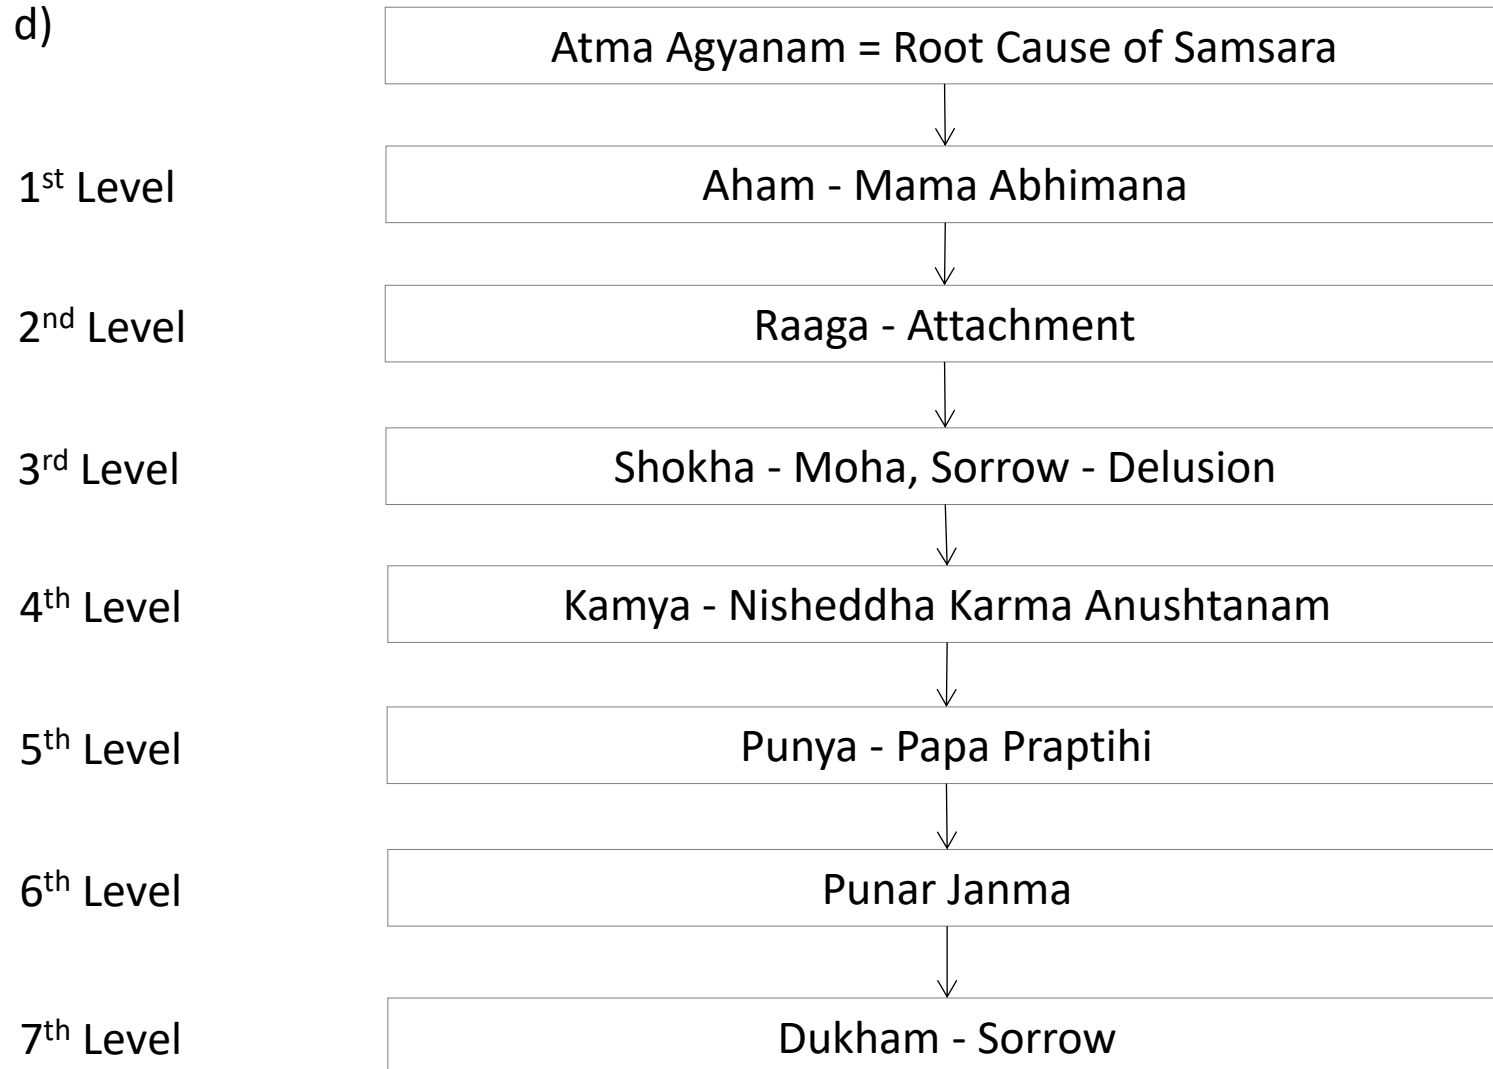 d)
Atma Agyanam = Root Cause of Samsara
1st Level
Aham - Mama Abhimana
2nd Level
Raaga - Attachment
3rd Level
Shokha - Moha, Sorrow - Delusion
4th Level
Kamya - Nisheddha Karma Anushtanam
5th Level
Punya - Papa Praptihi
6th Level
Punar Janma
7th Level
Dukham - Sorrow